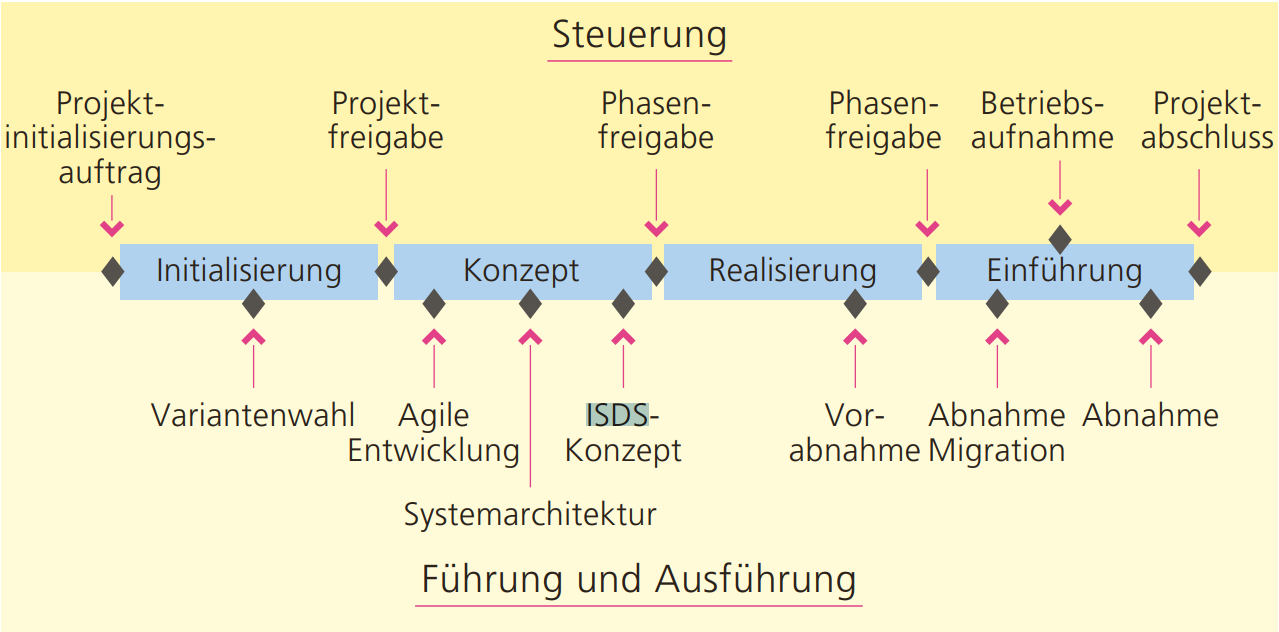 Steuerung
Projekt-
initialisierungs-
auftrag
Projekt-
freigabe
Phasen-
freigabe
Phasen-
freigabe
Betriebs-
aufnahme
Projekt-
abschluss
Initialisierung
Konzept
Realisierung
Einführung
Variantenwahl
Agile
Entwicklung
Systemarchitektur
ISDS-
Konzept
Vor-
abnahme
Abnahme
Migration
Abnahme
Führung und Ausführung